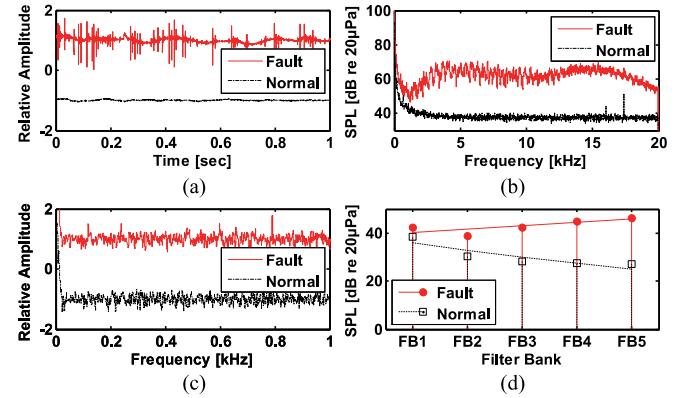 (a)
Relative Amplitude
2
0
-2
Fault
Normal
0
0.2
0.4
0.6
0.8
1
Time [sec]
(b)
SPL [dB re 20µPa]
100
80
60
40
Fault
Normal
0
5
10
15
20
Frequency [kHz]
(a)
(b)
Relative Amplitude
2
0
-2
Fault
Normal
0
0.2
0.4
0.6
0.8
1
Frequency [kHz]
(c)
SPL [dB re 20µPa]
40
20
0
Fault
Normal
FB1
FB2
FB3
FB4
FB5
Filter Bank
(d)